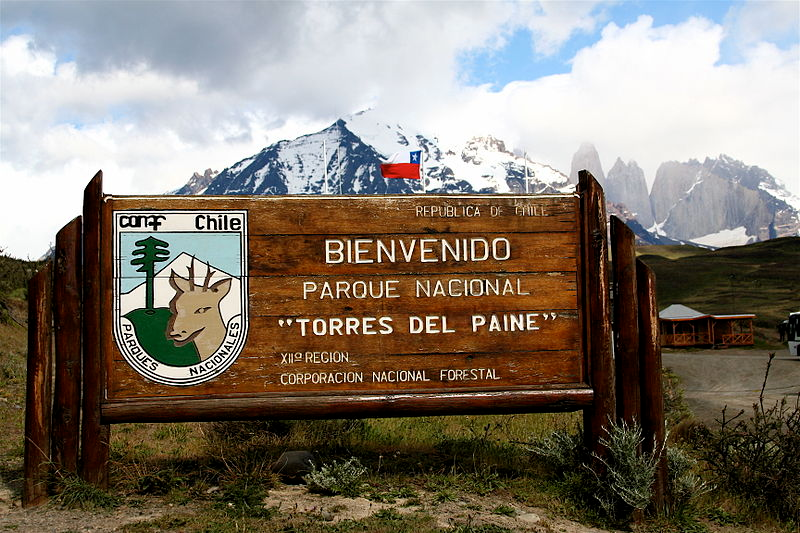 conaf Chile
PARQUES NACIONALES
REPUBLICA DE CHILE
BIENVENIDO
PARQUE NACIONAL
"TORRES DEL PAINE"
XIIª REGION
CORPORACION NACIONAL FORESTAL